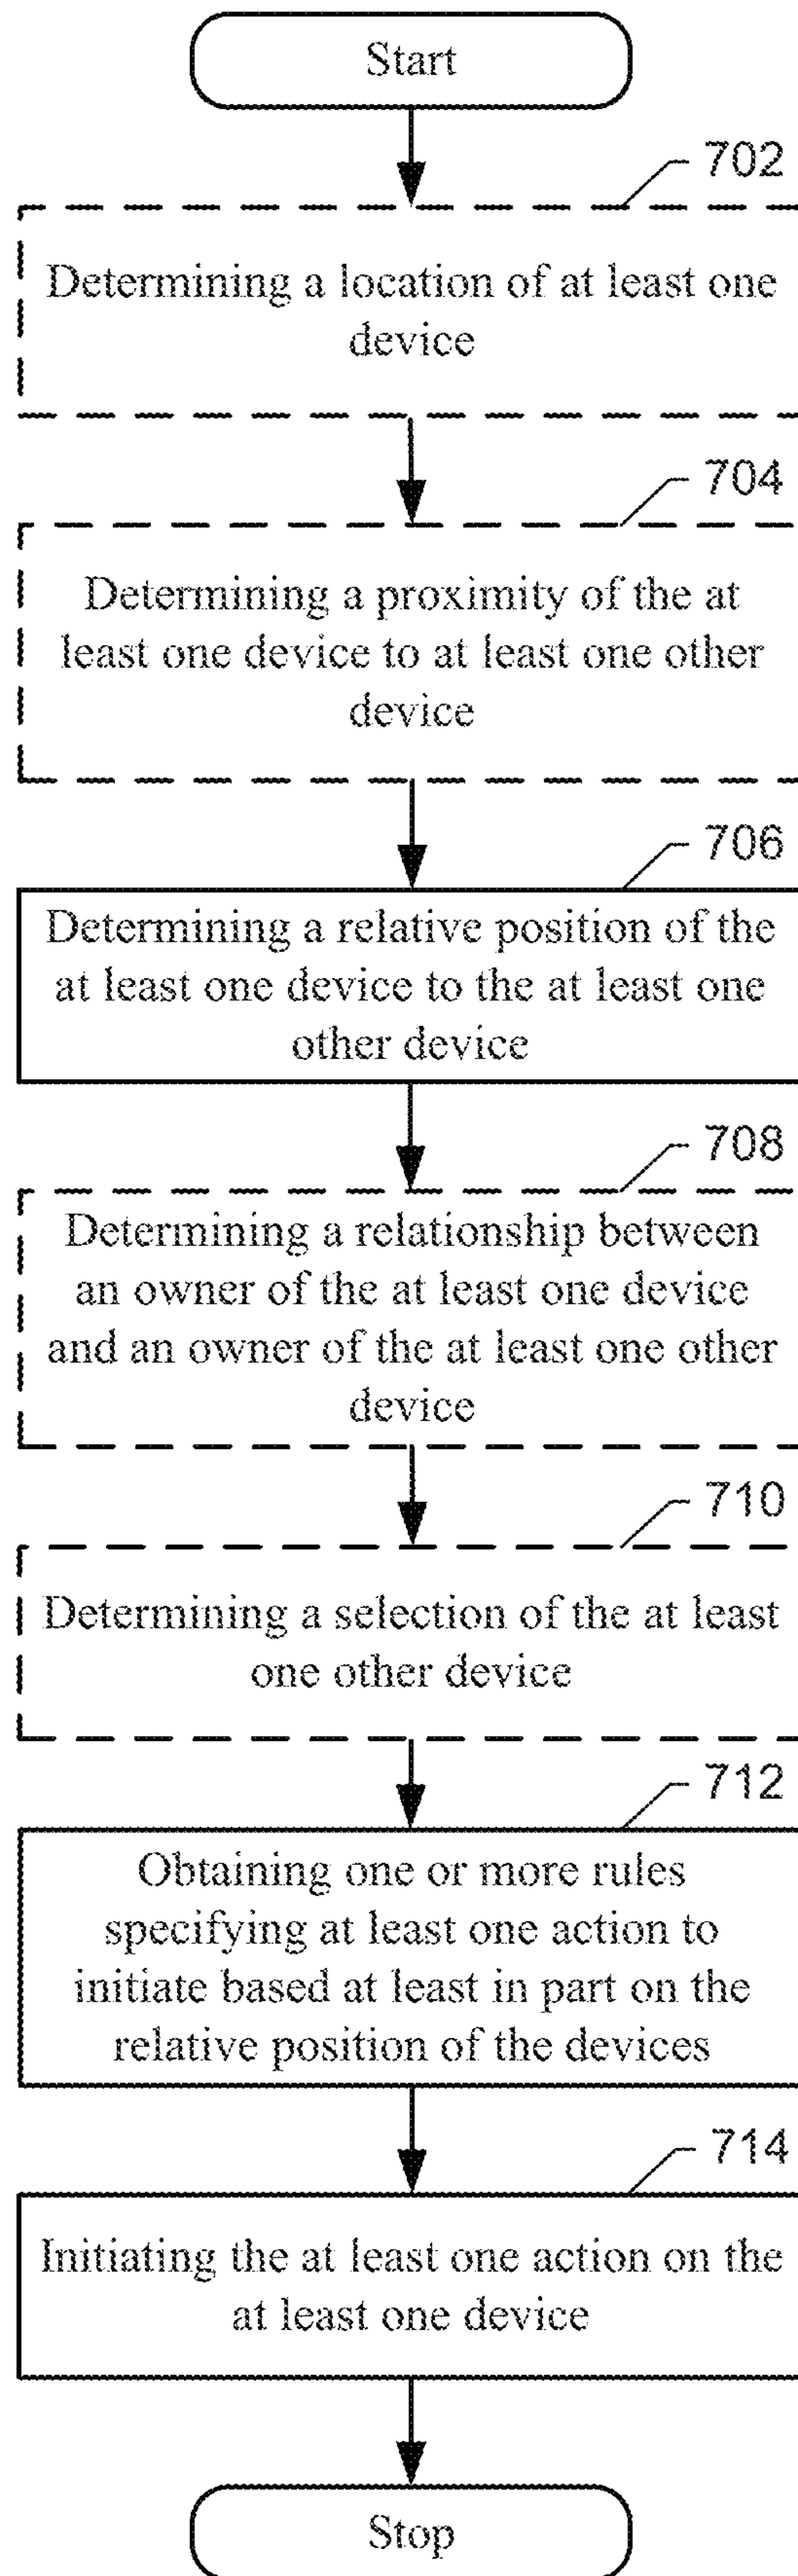 Start
702
Determining a location of at least one
device
704
Determining a proximity of the at
least one device to at least one other
device
706
Determining a relative position of the
at least one device to the at least one
other device
708
Determining a relationship between
an owner of the at least one device
and an owner of the at least one other
device
710
Determining a selection of the at least
one other device
712
Obtaining one or more rules
specifying at least one action to
initiate based at least in part on the
relative position of the devices
714
Initiating the at least one action on the
at least one device
Stop